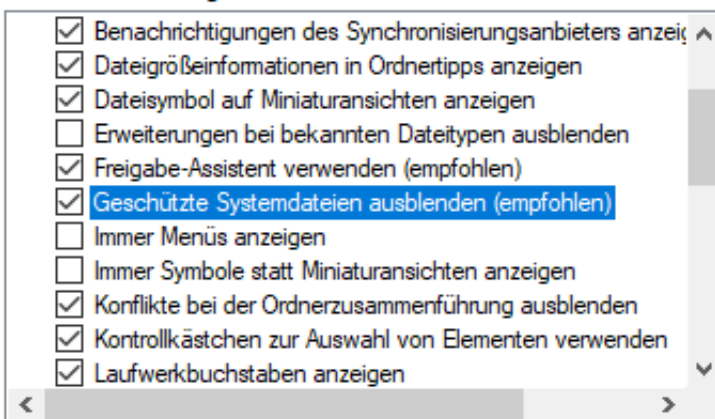 Benachrichtigungen des Synchronisierungsanbieters anzeig
Dateigrößeinformationen in Ordnertipps anzeigen
Dateisymbol auf Miniaturansichten anzeigen
Erweiterungen bei bekannten Dateitypen ausblenden
Freigabe-Assistent verwenden (empfohlen)
Geschützte Systemdateien ausblenden (empfohlen)
Immer Menüs anzeigen
Immer Symbole statt Miniaturansichten anzeigen
Konflikte bei der Ordnerzusammenführung ausblenden
Kontrollkästchen zur Auswahl von Elementen verwenden
Laufwerkbuchstaben anzeigen